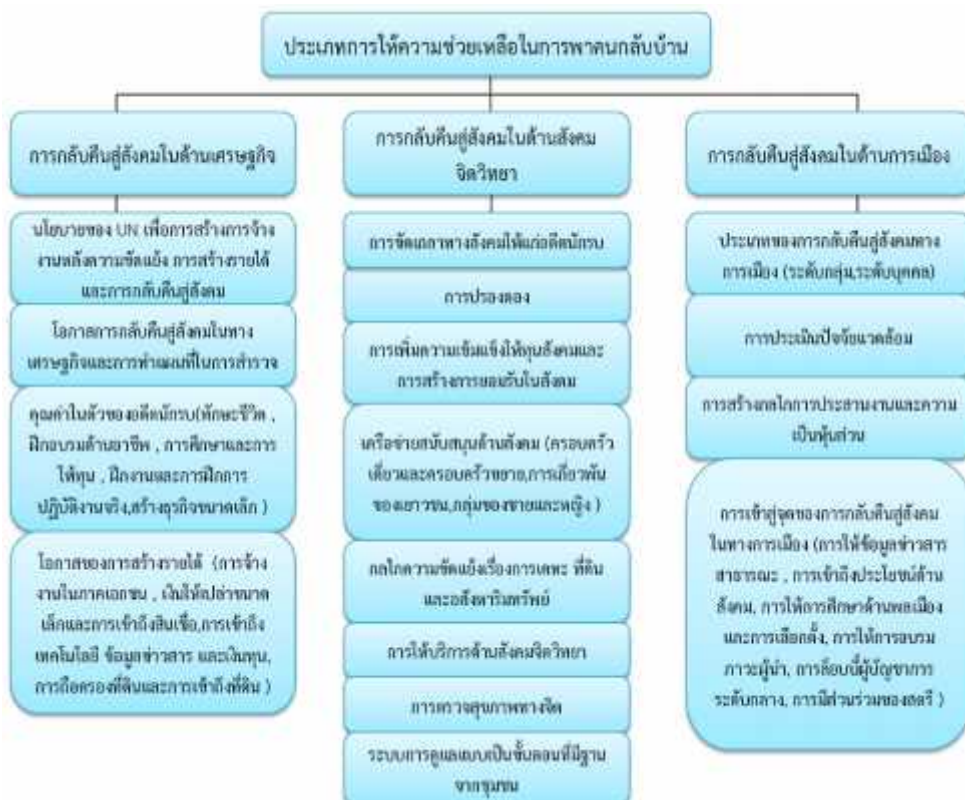 ประเภทการให้ความช่วยเหลือในการพาคนกลับบ้าน
การกลับคืนสู่สังคมในด้านเศรษฐกิจ
นโยบายของ UN เพื่อการสร้างการจ้าง
งานหลังความขัดแย้ง การสร้างรายได้
และการกลับคืนสู่สังคม
โอกาสการกลับคืนสู่สังคมในทาง
เศรษฐกิจและการทำแผนที่ในการสำรวจ
คุณค่าในตัวของอดีตนักรบ(ทักษะชีวิต ,
ฝึกอบรมด้านอาชีพ , การศึกษาและการ
ให้ทุน , ฝึกงานและการฝึกการ
ปฏิบัติงานจริง,สร้างธุรกิจขนาดเล็ก )
โอกาสของการสร้างรายได้ (การจ้าง
งานในภาคเอกชน , เงินให้เปล่าขนาด
เล็กและการเข้าถึงสินเชื่อ,การเข้าถึง
เทคโนโลยี ข้อมูลข่าวสาร และเงินทุน,
การถือครองที่ดินและการเข้าถึงที่ดิน )
การกลับคืนสู่สังคมในด้านสังคม
จิตวิทยา
การขัดเกลาทางสังคมให้แก่อดีตนักรบ
การปรองดอง
การเพิ่มความเข้มแข็งให้ทุนสังคมและ
การสร้างการยอมรับในสังคม
เครือข่ายสนับสนุนด้านสังคม (ครอบครัว
เดี่ยวและครอบครัวขยาย,การเกี่ยวพัน
ของเยาวชน,กลุ่มของชายและหญิง )
กลไกความขัดแย้งเรื่องการเคหะ ที่ดิน
และอสังหาริมทรัพย์
การให้บริการด้านสังคมจิตวิทยา
การตรวจสุขภาพทางจิต
ระบบการดูแลแบบเป็นขั้นตอนที่มีฐาน
จากชุมชน
การกลับคืนสู่สังคมในด้านการเมือง
ประเภทของการกลับคืนสู่สังคมทาง
การเมือง (ระดับกลุ่ม,ระดับบุคคล)
การประเมินปัจจัยแวดล้อม
การสร้างกลไกการประสานงานและความ
เป็นหุ้นส่วน
การเข้าสู่จุดของการกลับคืนสู่สังคม
ในทางการเมือง (การให้ข้อมูลข่าวสาร
สาธารณะ , การเข้าถึงประโยชน์ด้าน
สังคม, การให้การศึกษาด้านพลเมือง
และการเลือกตั้ง, การให้การอบรม
ภาวะผู้นำ, การล็อบบี้ผู้บัญชาการ
ระดับกลาง, การมีส่วนร่วมของสตรี )